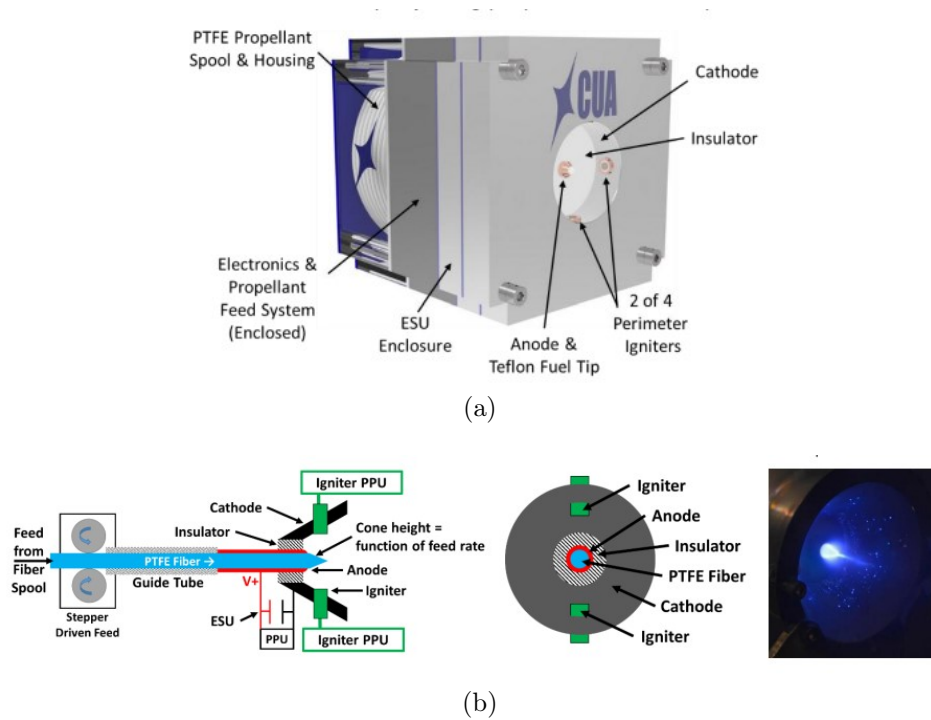 PTFE Propellant
Spool & Housing
Cathode
CUA
Insulator
Electronics &
Propellant
Feed System
(Enclosed)
ESU
Enclosure
Anode &
Teflon Fuel Tip
2 of 4
Perimeter
Igniters
(a)
Igniter PPU
Cathode
Insulator
Cone height =
function of feed rate
Feed
from
Fiber
Spool
PTFE Fiber →
Guide Tube
Anode
V+
Igniter
Stepper
Driven Feed
ESU
PPU
Igniter PPU
Igniter
Anode
Insulator
PTFE Fiber
Cathode
Igniter
(b)